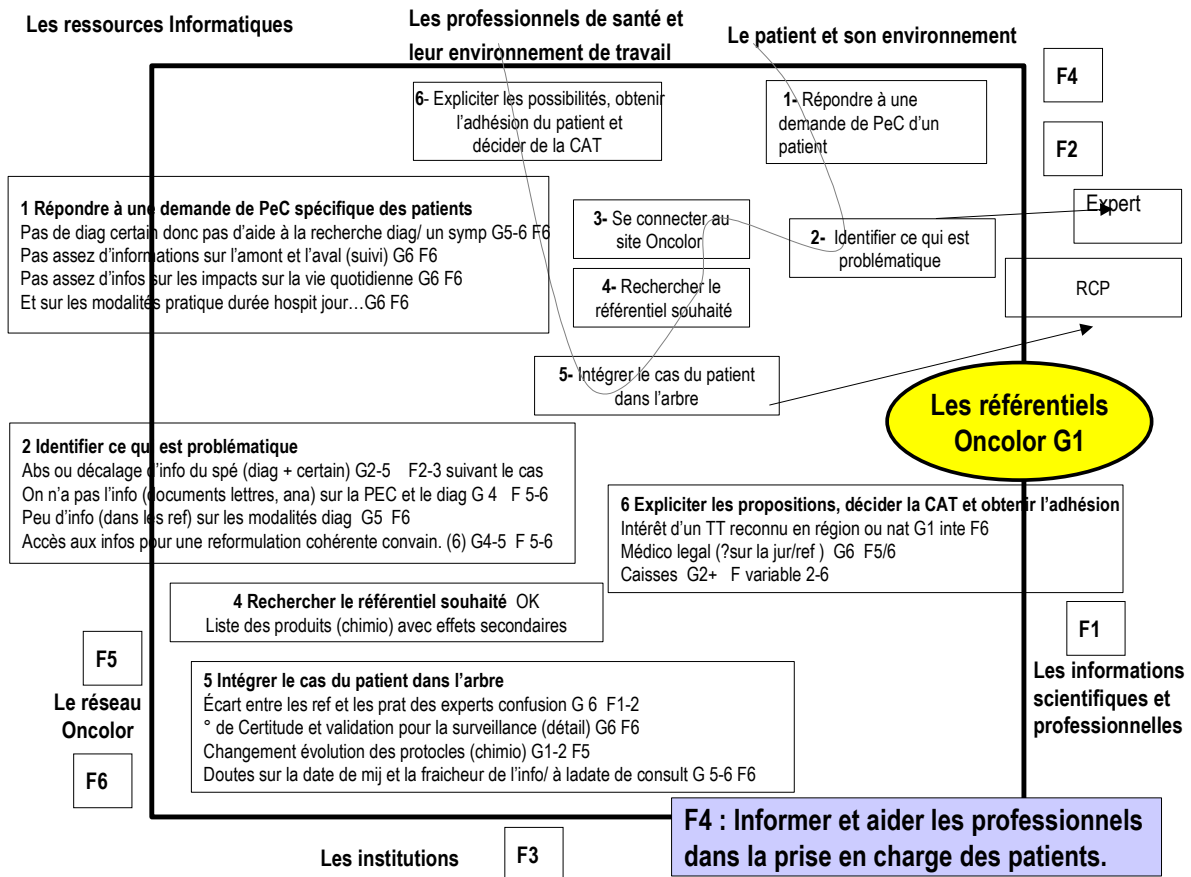 Les ressources Informatiques
Les professionnels de santé et
leur environnement de travail
Le patient et son environnement
F4
F2
6- Expliciter les possibilités, obtenir
l’adhésion du patient et
décider de la CAT
1- Répondre à une
demande de PeC d’un
patient
1 Répondre à une demande de PeC spécifique des patients
Pas de diag certain donc pas d’aide à la recherche diag/ un symp G5-6 F6
Pas assez d’informations sur l’amont et l’aval (suivi) G6 F6
Pas assez d’infos sur les impacts sur la vie quotidienne G6 F6
Et sur les modalités pratique durée hospit jour…G6 F6
3- Se connecter au
site Oncolor
2- Identifier ce qui est
problématique
Expert
4- Rechercher le
référentiel souhaité
RCP
5- Intégrer le cas du patient
dans l’arbre
Les référentiels
Oncolor G1
2 Identifier ce qui est problématique
Abs ou décalage d’info du spé (diag + certain) G2-5 F2-3 suivant le cas
On n’a pas l’info (documents lettres, ana) sur la PEC et le diag G 4 F 5-6
Peu d’info (dans les ref) sur les modalités diag G5 F6
Accès aux infos pour une reformulation cohérente convain. (6) G4-5 F 5-6
6 Expliciter les propositions, décider la CAT et obtenir l’adhésion
Intérêt d’un TT reconnu en région ou nat G1 inte F6
Médico legal (?sur la jur/ref ) G6 F5/6
Caisses G2+ F variable 2-6
4 Rechercher le référentiel souhaité OK
Liste des produits (chimio) avec effets secondaires
F5
Le réseau
Oncolor
F6
5 Intégrer le cas du patient dans l’arbre
Écart entre les ref et les prat des experts confusion G 6 F1-2
° de Certitude et validation pour la surveillance (détail) G6 F6
Changement évolution des protocles (chimio) G1-2 F5
Doutes sur la date de mij et la fraicheur de l’info/ à ladate de consult G 5-6 F6
F1
Les informations
scientifiques et
professionnelles
F4 : Informer et aider les professionnels
dans la prise en charge des patients.
Les institutions
F3